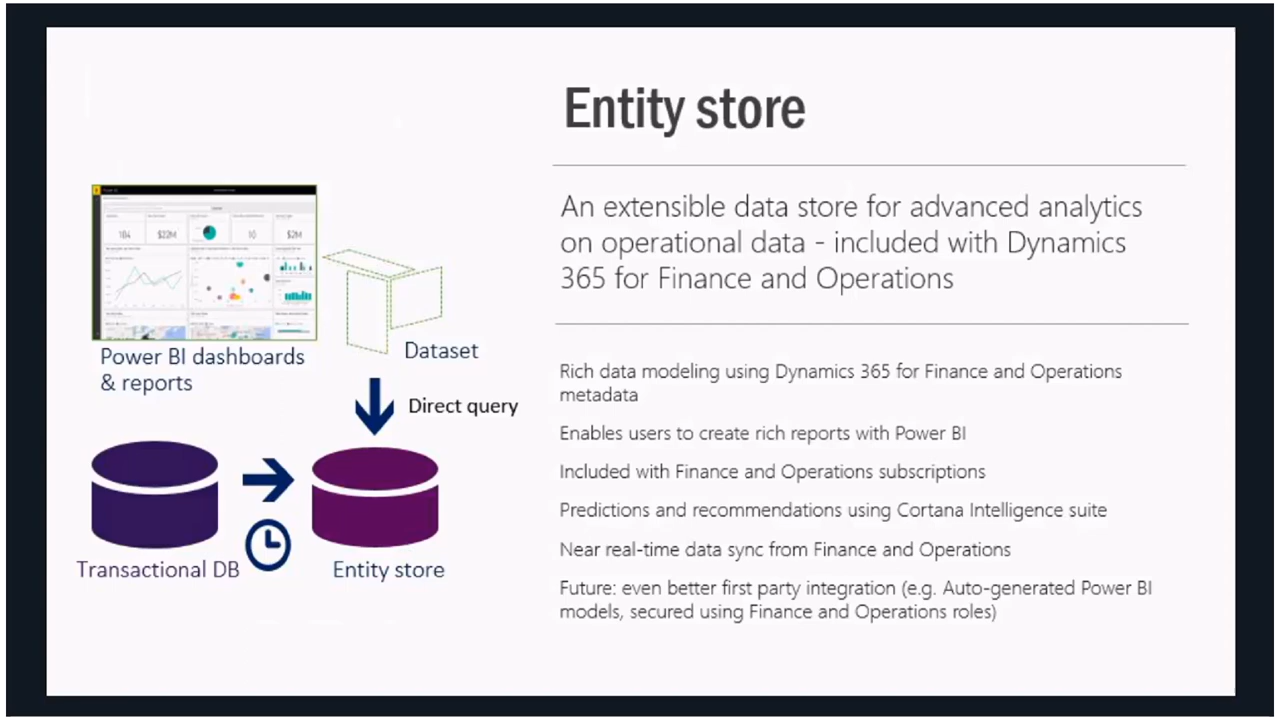 Entity store
An extensible data store for advanced analytics
on operational data - included with Dynamics
365 for Finance and Operations
184
$22M
10
$2M
Power BI dashboards
& reports
Dataset
Direct query
Transactional DB
Entity store
Rich data modeling using Dynamics 365 for Finance and Operations
metadata
Enables users to create rich reports with Power BI
Included with Finance and Operations subscriptions
Predictions and recommendations using Cortana Intelligence suite
Near real-time data sync from Finance and Operations
Future: even better first party integration (e.g. Auto-generated Power BI
models, secured using Finance and Operations roles)